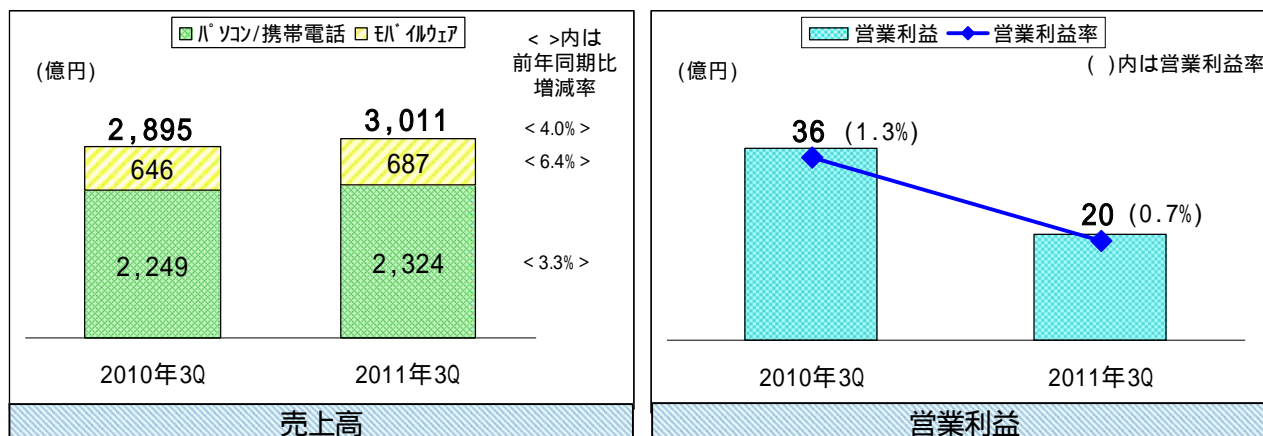 パソコン/携帯電話 モバイルウェア
< >内は
前年同期比
増減率
(億円)
2,895
3,011
< 4.0% >
646
687
< 6.4% >
2,249
2,324
< 3.3% >
2010年3Q
2011年3Q
売上高
営業利益 営業利益率
( )内は営業利益率
(億円)
36 (1.3%)
20 (0.7%)
2010年3Q
2011年3Q
営業利益